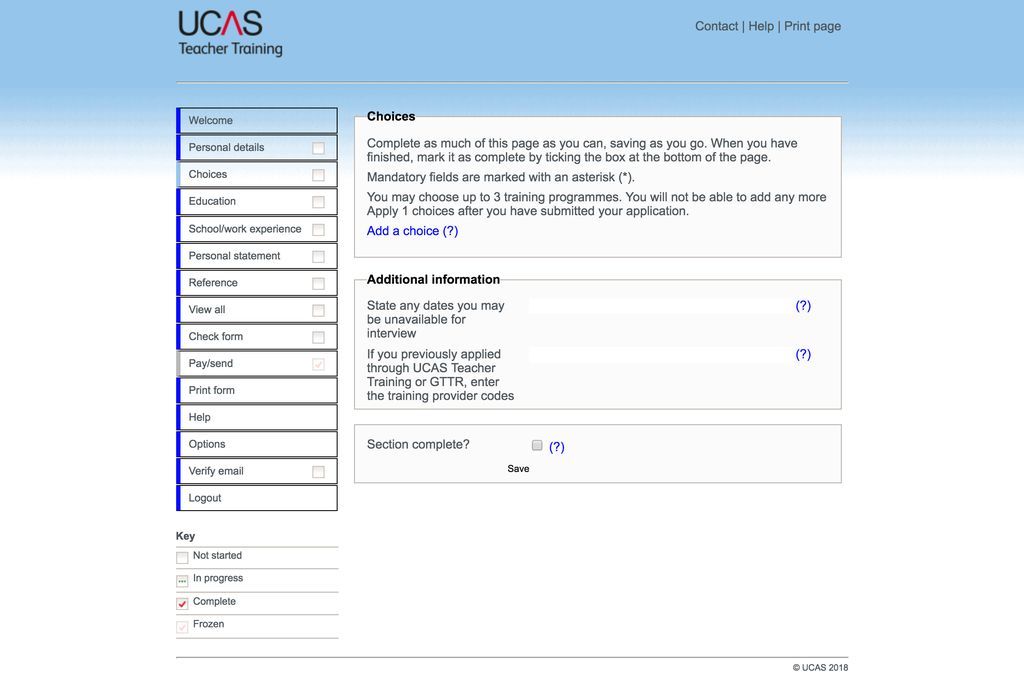 UCAS
Teacher Training
Contact | Help | Print page
Welcome
Personal details
Choices
Education
School/work experience
Personal statement
Reference
View all
Check form
Pay/send
Print form
Help
Options
Verify email
Logout
Key
Not started
In progress
Complete
Frozen
Choices
Complete as much of this page as you can, saving as you go. When you have
finished, mark it as complete by ticking the box at the bottom of the page.
Mandatory fields are marked with an asterisk (*).
You may choose up to 3 training programmes. You will not be able to add any more
Apply 1 choices after you have submitted your application.
Add a choice (?)
Additional information
State any dates you may (?)
be unavailable for
interview
If you previously applied (?)
through UCAS Teacher
Training or GTTR, enter
the training provider codes
Section complete? (?)
Save
© UCAS 2018